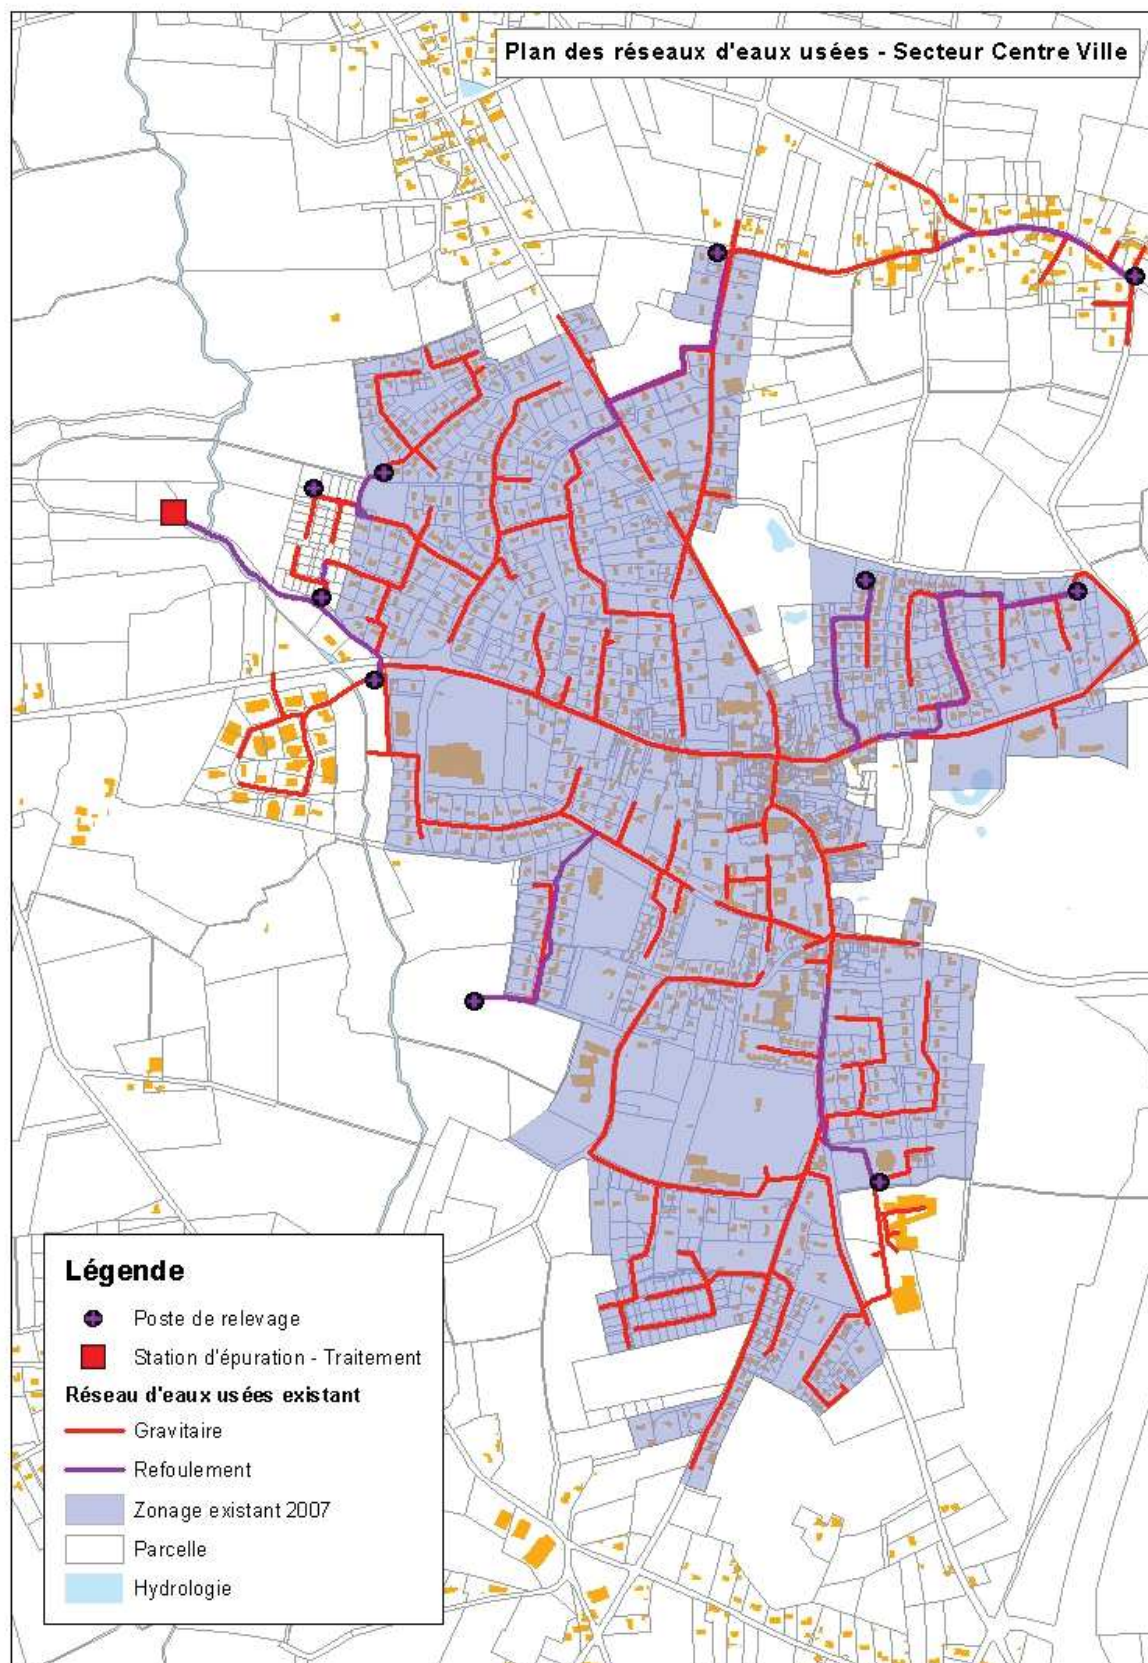 Plan des réseaux d'eaux usées - Secteur Centre Ville
Légende
Poste de relevage
Station d'épuration - Traitement
Réseau d'eaux usées existant
Gravitaire
Refoulement
Zonage existant 2007
Parcelle
Hydrologie